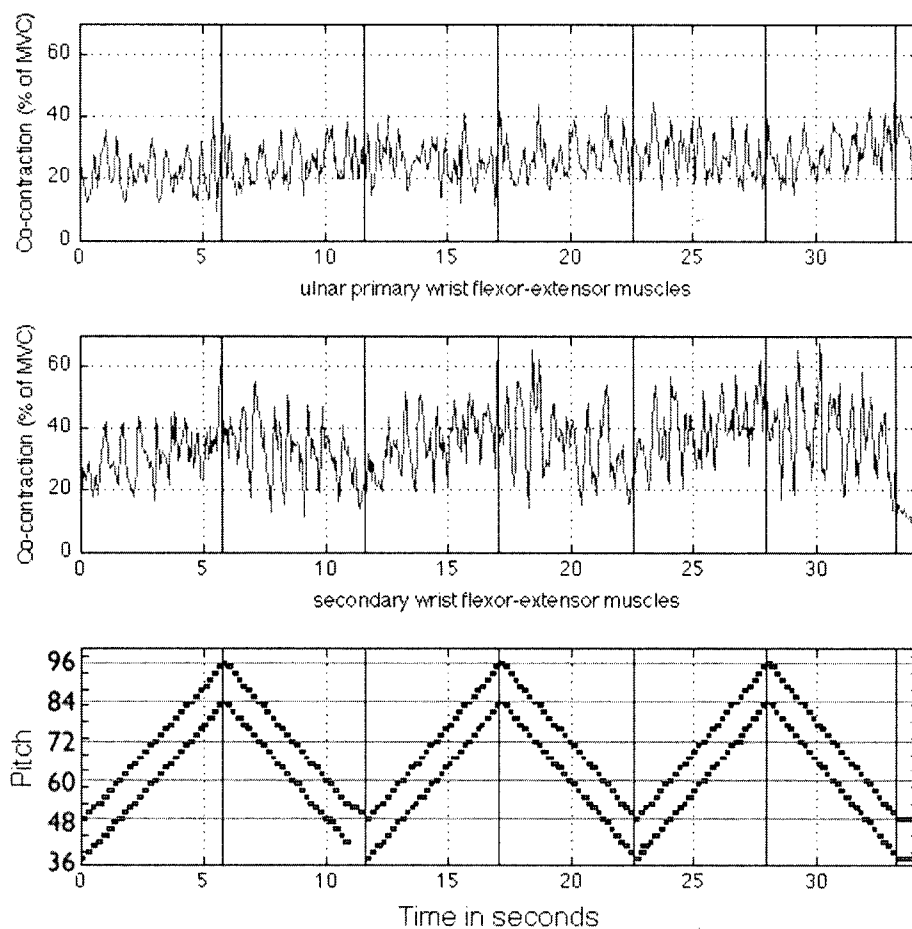 Co-contraction (% of MVC)
60
40
20
0
0 5 10 15 20 25 30
ulnar primary wrist flexor-extensor muscles
Co-contraction (% of MVC)
60
40
20
0
0 5 10 15 20 25 30
secondary wrist flexor-extensor muscles
Pitch
96
84
72
60
48
36
0 5 10 15 20 25 30
Time in seconds